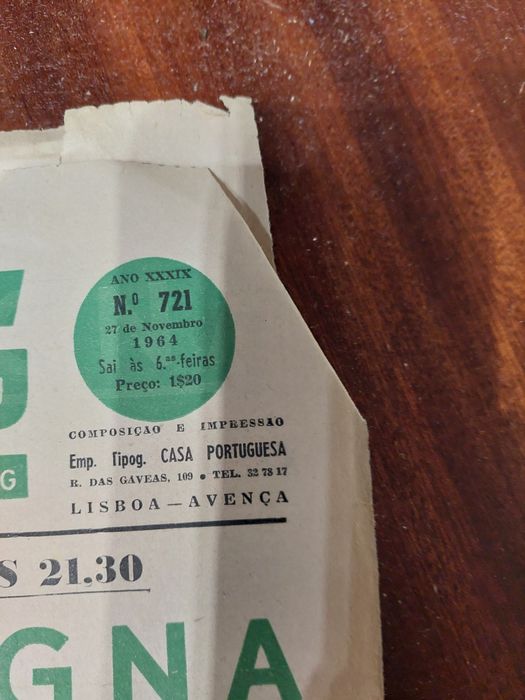 ANO XXXIX
N.º 721
27 de Novembro
1964
Sai às 6.ªˢ-feiras
Preço: 1$20
COMPOSIÇÃO E IMPRESSÃO
Emp. Tipog. CASA PORTUGUESA
R. DAS GÁVEAS, 109 • TEL. 32 78 17
LISBOA — AVENÇA
G
S 21.30
GNA